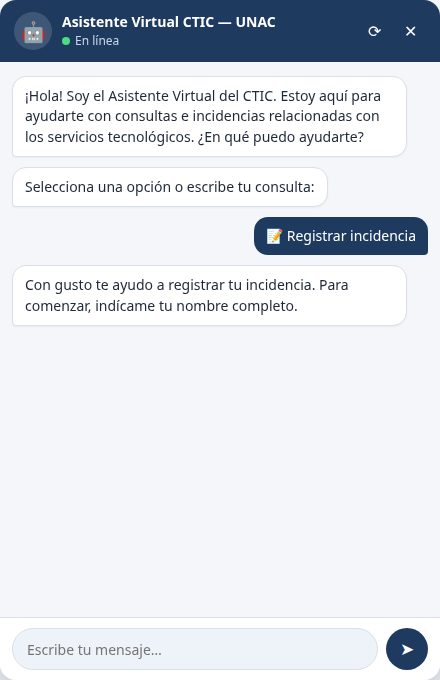 Asistente Virtual CTIC — UNAC
En línea
¡Hola! Soy el Asistente Virtual del CTIC. Estoy aquí para
ayudarte con consultas e incidencias relacionadas con
los servicios tecnológicos. ¿En qué puedo ayudarte?
Selecciona una opción o escribe tu consulta:
📝 Registrar incidencia
Con gusto te ayudo a registrar tu incidencia. Para
comenzar, indícame tu nombre completo.
Escribe tu mensaje...